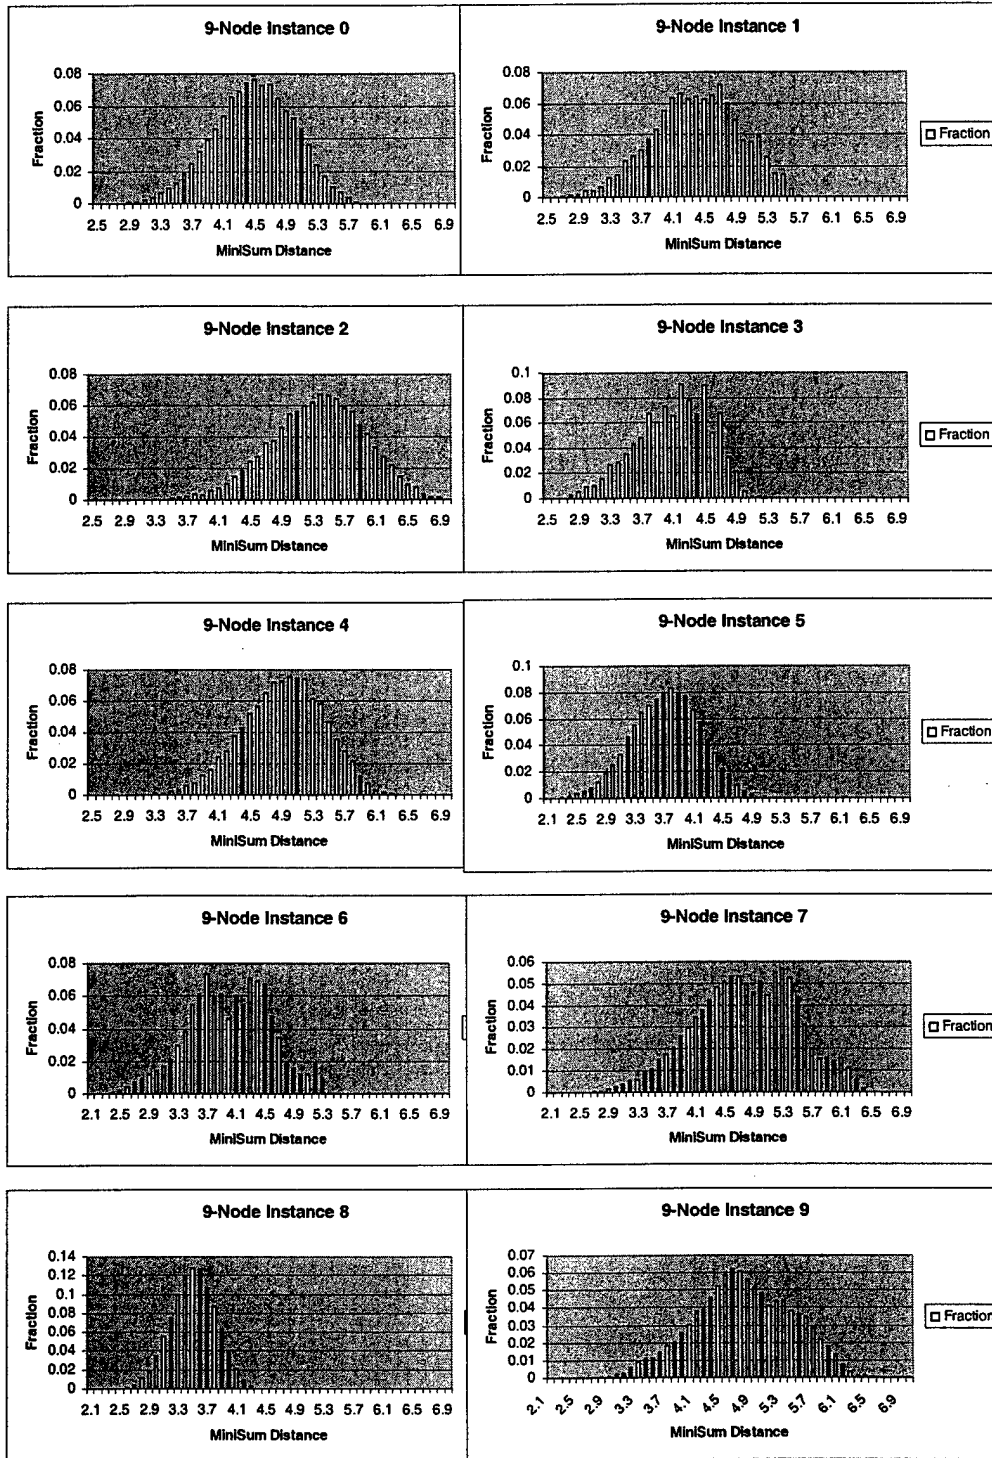 9-Node Instance 0
0.08
0.06
0.04
0.02
0
Fraction
2.5 2.9 3.3 3.7 4.1 4.5 4.9 5.3 5.7 6.1 6.5 6.9
MiniSum Distance
9-Node Instance 1
0.08
0.06
0.04
0.02
0
Fraction
2.5 2.9 3.3 3.7 4.1 4.5 4.9 5.3 5.7 6.1 6.5 6.9
MiniSum Distance
Fraction
9-Node Instance 2
0.08
0.06
0.04
0.02
0
Fraction
2.5 2.9 3.3 3.7 4.1 4.5 4.9 5.3 5.7 6.1 6.5 6.9
MiniSum Distance
9-Node Instance 3
0.1
0.08
0.06
0.04
0.02
0
Fraction
2.5 2.9 3.3 3.7 4.1 4.5 4.9 5.3 5.7 6.1 6.5 6.9
MiniSum Distance
Fraction
9-Node Instance 4
0.08
0.06
0.04
0.02
0
Fraction
2.5 2.9 3.3 3.7 4.1 4.5 4.9 5.3 5.7 6.1 6.5 6.9
MiniSum Distance
9-Node Instance 5
0.1
0.08
0.06
0.04
0.02
0
Fraction
2.1 2.5 2.9 3.3 3.7 4.1 4.5 4.9 5.3 5.7 6.1 6.5 6.9
MiniSum Distance
Fraction
9-Node Instance 6
0.08
0.06
0.04
0.02
0
Fraction
2.1 2.5 2.9 3.3 3.7 4.1 4.5 4.9 5.3 5.7 6.1 6.5 6.9
MiniSum Distance
9-Node Instance 7
0.06
0.05
0.04
0.03
0.02
0.01
0
Fraction
2.1 2.5 2.9 3.3 3.7 4.1 4.5 4.9 5.3 5.7 6.1 6.5 6.9
MiniSum Distance
Fraction
9-Node Instance 8
0.14
0.12
0.1
0.08
0.06
0.04
0.02
0
Fraction
2.1 2.5 2.9 3.3 3.7 4.1 4.5 4.9 5.3 5.7 6.1 6.5 6.9
MiniSum Distance
9-Node Instance 9
0.07
0.06
0.05
0.04
0.03
0.02
0.01
0
Fraction
2.1 2.5 2.9 3.3 3.7 4.1 4.5 4.9 5.3 5.7 6.1 6.5 6.9
MiniSum Distance
Fraction